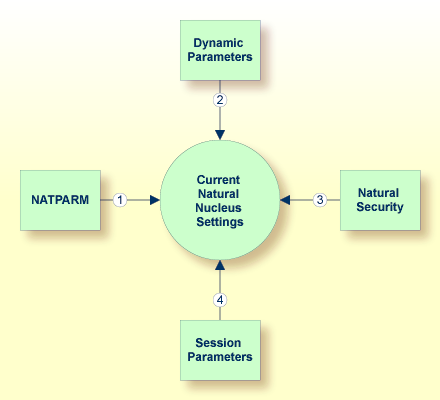 Dynamic
Parameters
2
NATPARM
1
Current
Natural
Nucleus
Settings
3
Natural
Security
4
Session
Parameters